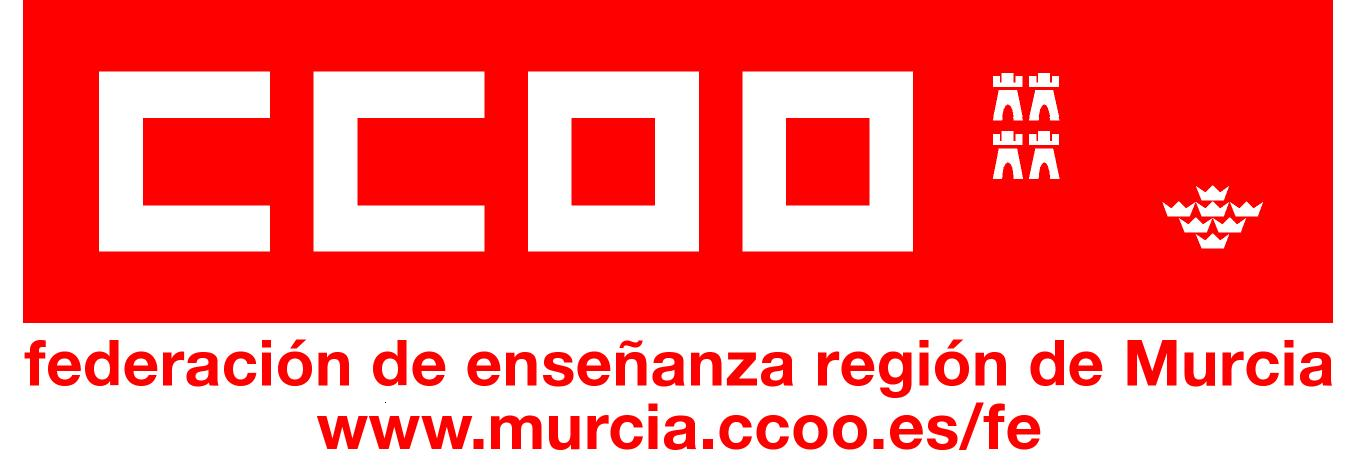 CCOO
federación de enseñanza región de Murcia
www.murcia.ccoo.es/fe